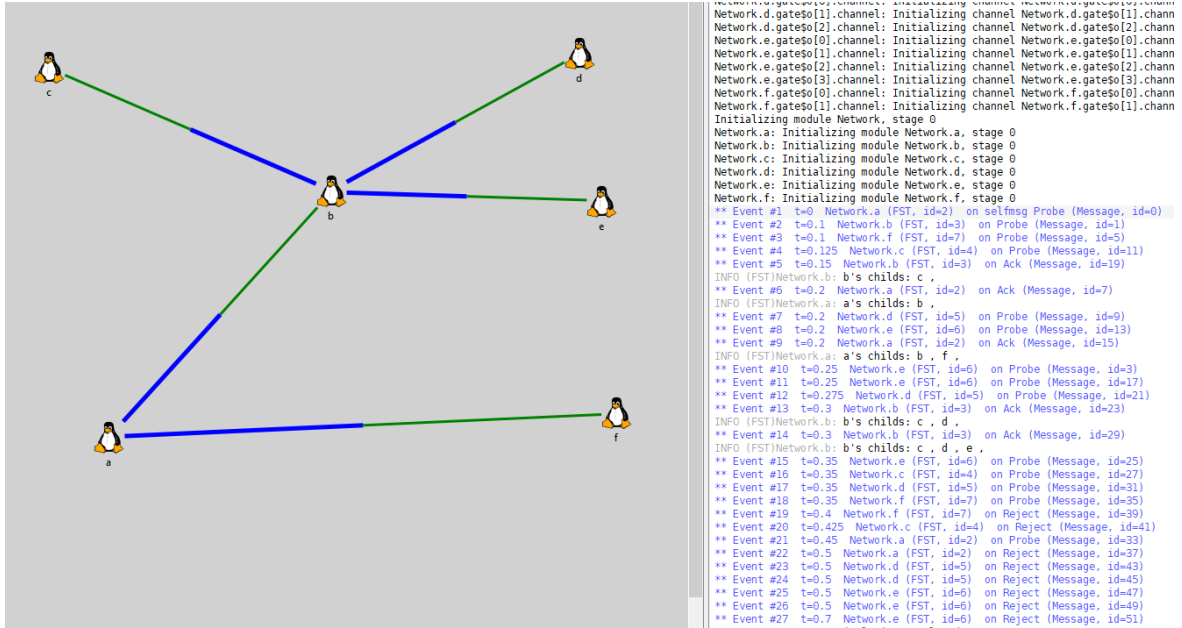 c
d
b
e
a
f
Network.d.gate$o[1].channel: Initializing channel Network.d.gate$o[1].chann
Network.d.gate$o[2].channel: Initializing channel Network.d.gate$o[2].chann
Network.e.gate$o[0].channel: Initializing channel Network.e.gate$o[0].chann
Network.e.gate$o[1].channel: Initializing channel Network.e.gate$o[1].chann
Network.e.gate$o[2].channel: Initializing channel Network.e.gate$o[2].chann
Network.e.gate$o[3].channel: Initializing channel Network.e.gate$o[3].chann
Network.f.gate$o[0].channel: Initializing channel Network.f.gate$o[0].chann
Network.f.gate$o[1].channel: Initializing channel Network.f.gate$o[1].chann
Initializing module Network, stage 0
Network.a: Initializing module Network.a, stage 0
Network.b: Initializing module Network.b, stage 0
Network.c: Initializing module Network.c, stage 0
Network.d: Initializing module Network.d, stage 0
Network.e: Initializing module Network.e, stage 0
Network.f: Initializing module Network.f, stage 0
** Event #1 t=0 Network.a (FST, id=2) on selfmsg Probe (Message, id=0)
** Event #2 t=0.1 Network.b (FST, id=3) on Probe (Message, id=1)
** Event #3 t=0.1 Network.f (FST, id=7) on Probe (Message, id=5)
** Event #4 t=0.125 Network.c (FST, id=4) on Probe (Message, id=11)
** Event #5 t=0.15 Network.b (FST, id=3) on Ack (Message, id=19)
INFO (FST)Network.b: b's childs: c ,
** Event #6 t=0.2 Network.a (FST, id=2) on Ack (Message, id=7)
INFO (FST)Network.a: a's childs: b ,
** Event #7 t=0.2 Network.d (FST, id=5) on Probe (Message, id=9)
** Event #8 t=0.2 Network.e (FST, id=6) on Probe (Message, id=13)
** Event #9 t=0.2 Network.a (FST, id=2) on Ack (Message, id=15)
INFO (FST)Network.a: a's childs: b , f ,
** Event #10 t=0.25 Network.e (FST, id=6) on Probe (Message, id=3)
** Event #11 t=0.25 Network.e (FST, id=6) on Probe (Message, id=17)
** Event #12 t=0.275 Network.d (FST, id=5) on Probe (Message, id=21)
** Event #13 t=0.3 Network.b (FST, id=3) on Ack (Message, id=23)
INFO (FST)Network.b: b's childs: c , d ,
** Event #14 t=0.3 Network.b (FST, id=3) on Ack (Message, id=29)
INFO (FST)Network.b: b's childs: c , d , e ,
** Event #15 t=0.35 Network.e (FST, id=6) on Probe (Message, id=25)
** Event #16 t=0.35 Network.c (FST, id=4) on Probe (Message, id=27)
** Event #17 t=0.35 Network.d (FST, id=5) on Probe (Message, id=31)
** Event #18 t=0.35 Network.f (FST, id=7) on Probe (Message, id=35)
** Event #19 t=0.4 Network.f (FST, id=7) on Reject (Message, id=39)
** Event #20 t=0.425 Network.c (FST, id=4) on Reject (Message, id=41)
** Event #21 t=0.45 Network.a (FST, id=2) on Probe (Message, id=33)
** Event #22 t=0.5 Network.a (FST, id=2) on Reject (Message, id=37)
** Event #23 t=0.5 Network.d (FST, id=5) on Reject (Message, id=43)
** Event #24 t=0.5 Network.d (FST, id=5) on Reject (Message, id=45)
** Event #25 t=0.5 Network.e (FST, id=6) on Reject (Message, id=47)
** Event #26 t=0.5 Network.e (FST, id=6) on Reject (Message, id=49)
** Event #27 t=0.7 Network.e (FST, id=6) on Reject (Message, id=51)